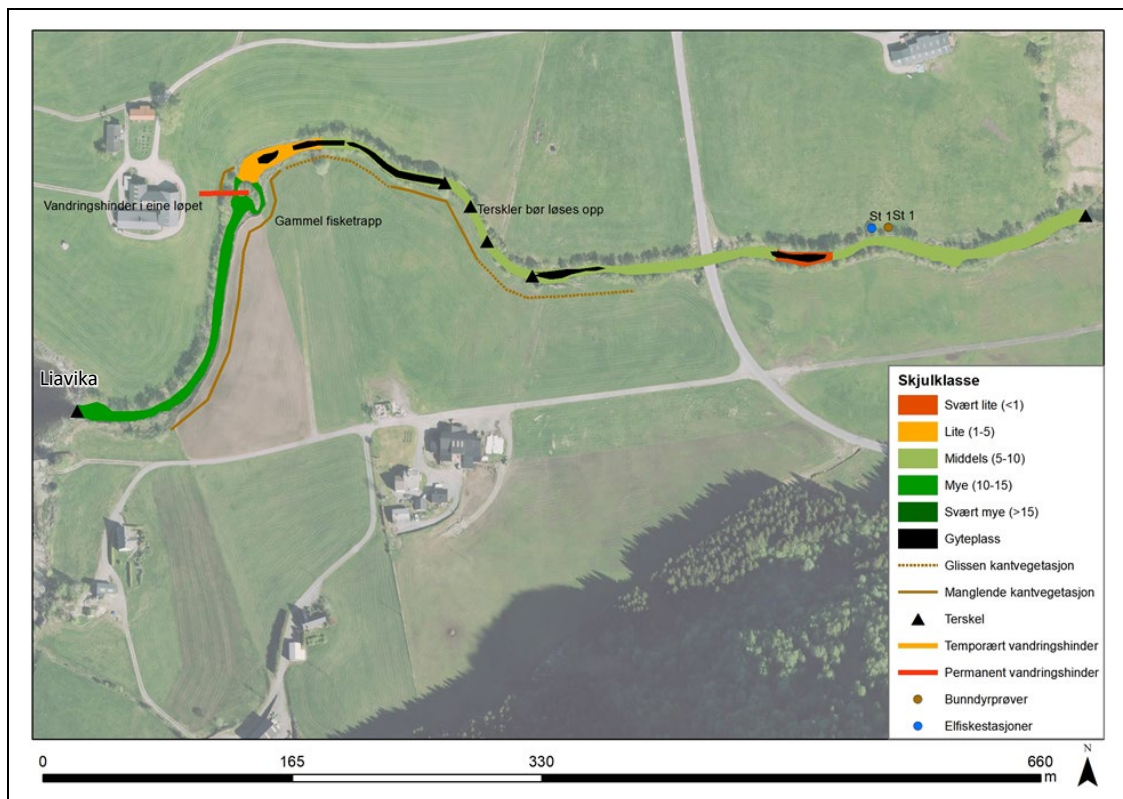 Vandringshinder i eine løpet
Gammel fisketrapp
Terskler bør løses opp
St 1
St 1
Liavika
Skjulklasse
Svært lite (<1)
Lite (1-5)
Middels (5-10)
Mye (10-15)
Svært mye (>15)
Gyteplass
Glissen kantvegetasjon
Manglende kantvegetasjon
Terskel
Temporært vandringshinder
Permanent vandringshinder
Bunndyrprøver
Elfiskestasjoner
0 165 330 660
m
N